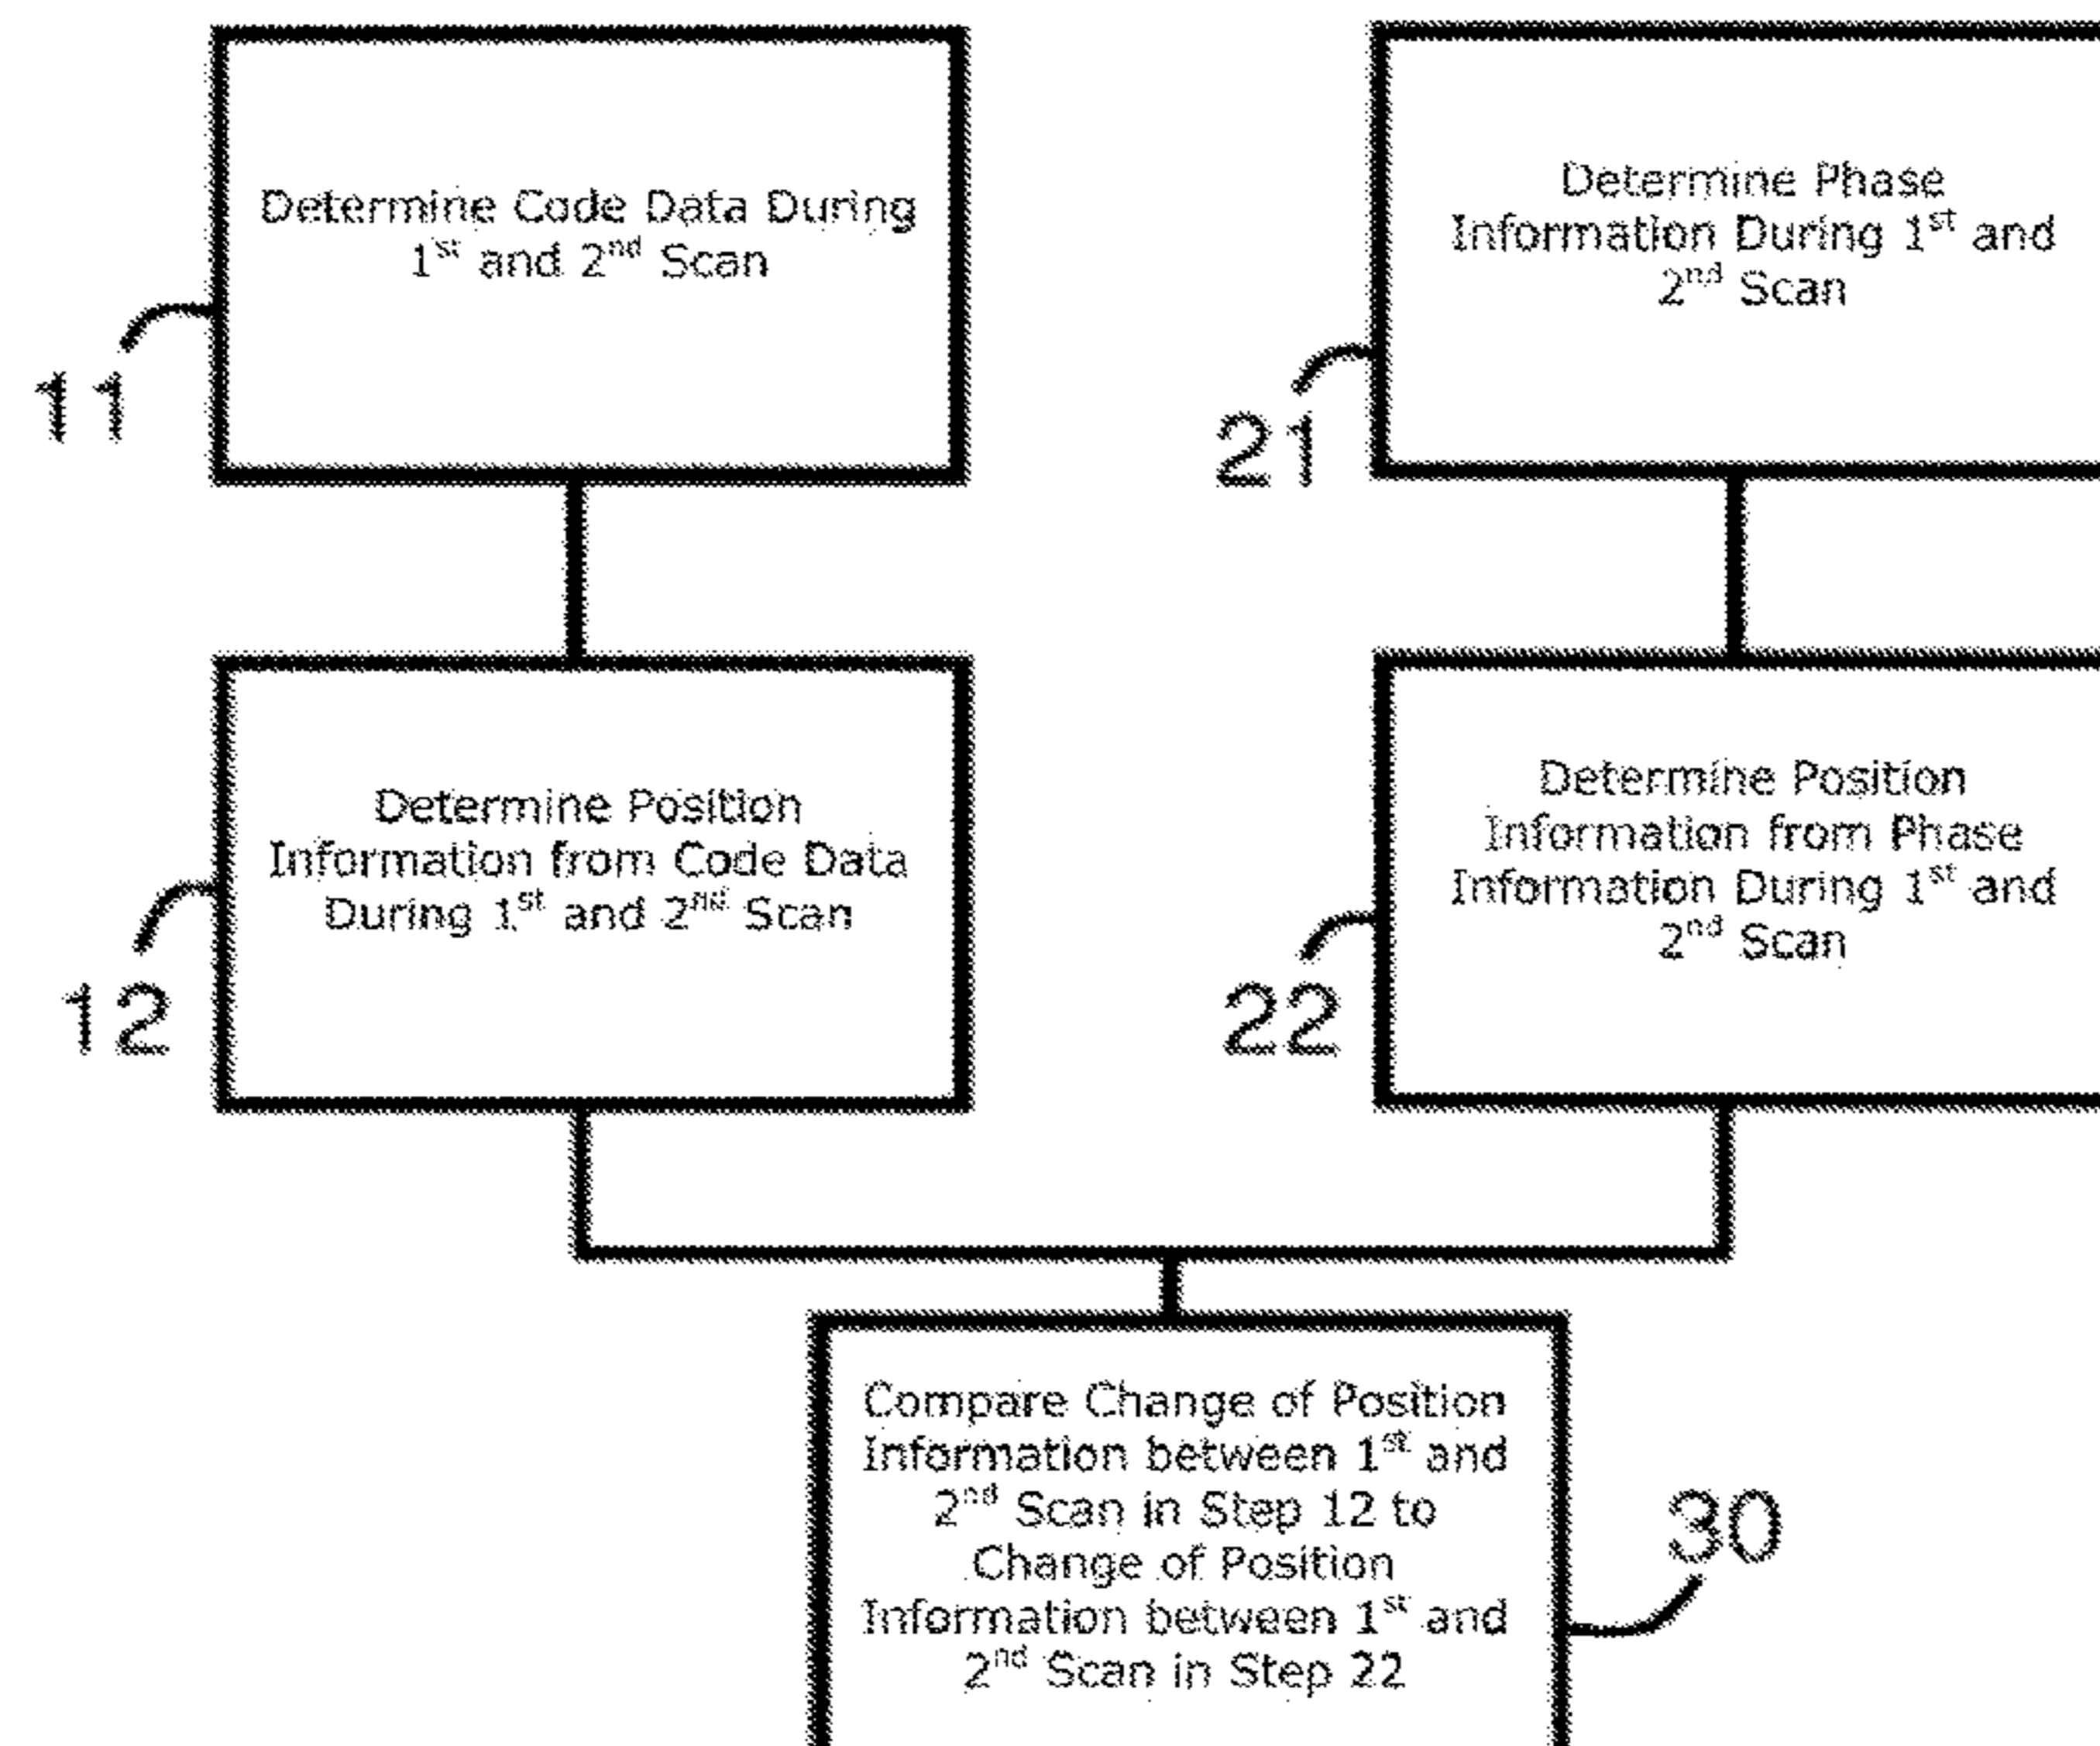 Determine Code Data During
1st and 2nd Scan
11
Determine Phase
Information During 1st and
2nd Scan
21
Determine Position
Information from Code Data
During 1st and 2nd Scan
12
Determine Position
Information from Phase
Information During 1st and
2nd Scan
22
Compare Change of Position
Information between 1st and
2nd Scan in Step 12 to
Change of Position
Information between 1st and
2nd Scan in Step 22
30